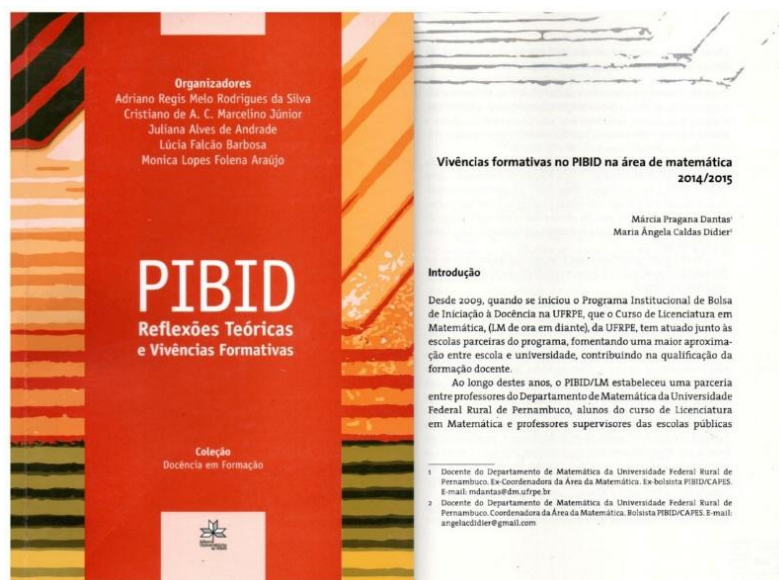 Organizadores
Adriano Regis Melo Rodrigues da Silva
Cristiano de A. C. Marcelino Júnior
Juliana Alves de Andrade
Lúcia Falcão Barbosa
Monica Lopes Folena Araújo
PIBID
Reflexões Teóricas
e Vivências Formativas
Coleção
Docência em Formação
Vivências formativas no PIBID na área de matemática
2014/2015
Márcia Pragana Dantas¹
Maria Ângela Caldas Didier²
Introdução
Desde 2009, quando se iniciou o Programa Institucional de Bolsa
de Iniciação à Docência na UFRPE, que o Curso de Licenciatura em
Matemática, (LM de ora em diante), da UFRPE, tem atuado junto às
escolas parceiras do programa, fomentando uma maior aproxima-
ção entre escola e universidade, contribuindo na qualificação da
formação docente.
Ao longo destes anos, o PIBID/LM estabeleceu uma parceria
entre professores do Departamento de Matemática da Universidade
Federal Rural de Pernambuco, alunos do curso de Licenciatura
em Matemática e professores supervisores das escolas públicas
1 Docente do Departamento de Matemática da Universidade Federal Rural de
Pernambuco. Ex-Coordenadora da Área da Matemática. Ex-bolsista PIBID/CAPES.
E-mail: mdantas@dm.ufrpe.br
2 Docente do Departamento de Matemática da Universidade Federal Rural de
Pernambuco. Coordenadora da Área da Matemática. Bolsista PIBID/CAPES. E-mail:
angelacdidier@gmail.com